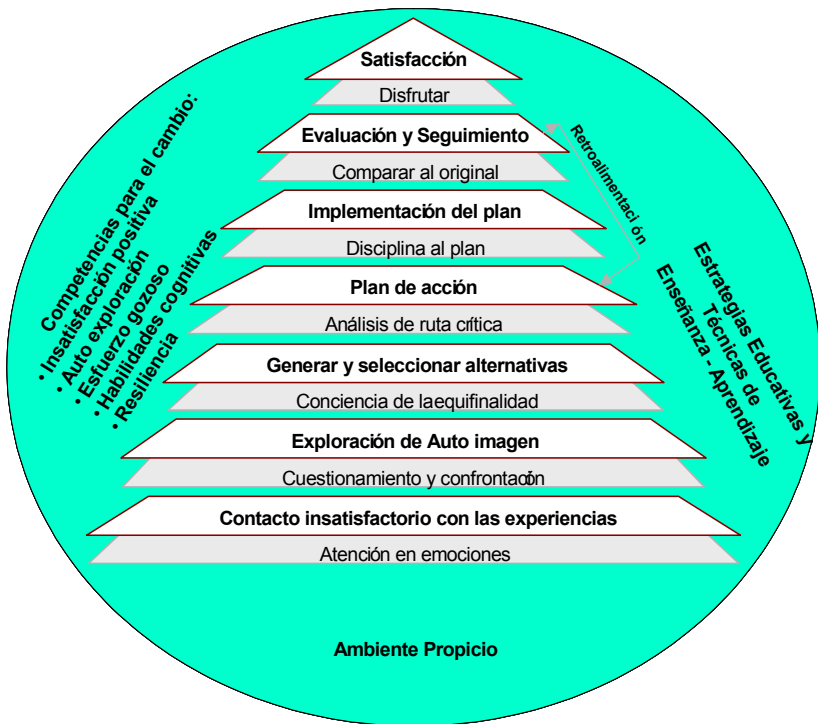 Satisfacción
Disfrutar
Evaluación y Seguimiento
Comparar al original
Implementación del plan
Disciplina al plan
Plan de acción
Análisis de ruta crítica
Generar y seleccionar alternativas
Conciencia de laequifinalidad
Exploración de Auto imagen
Cuestionamiento y confrontación
Contacto insatisfactorio con las experiencias
Atención en emociones
Ambiente Propicio
Competencias para el cambio:
• Insatisfacción positiva
• Auto exploración
• Esfuerzo gozoso
• Habilidades cognitivas
• Resiliencia
Retroalimentaci ón
Estrategias Educativas y
Técnicas de
Enseñanza - Aprendizaje